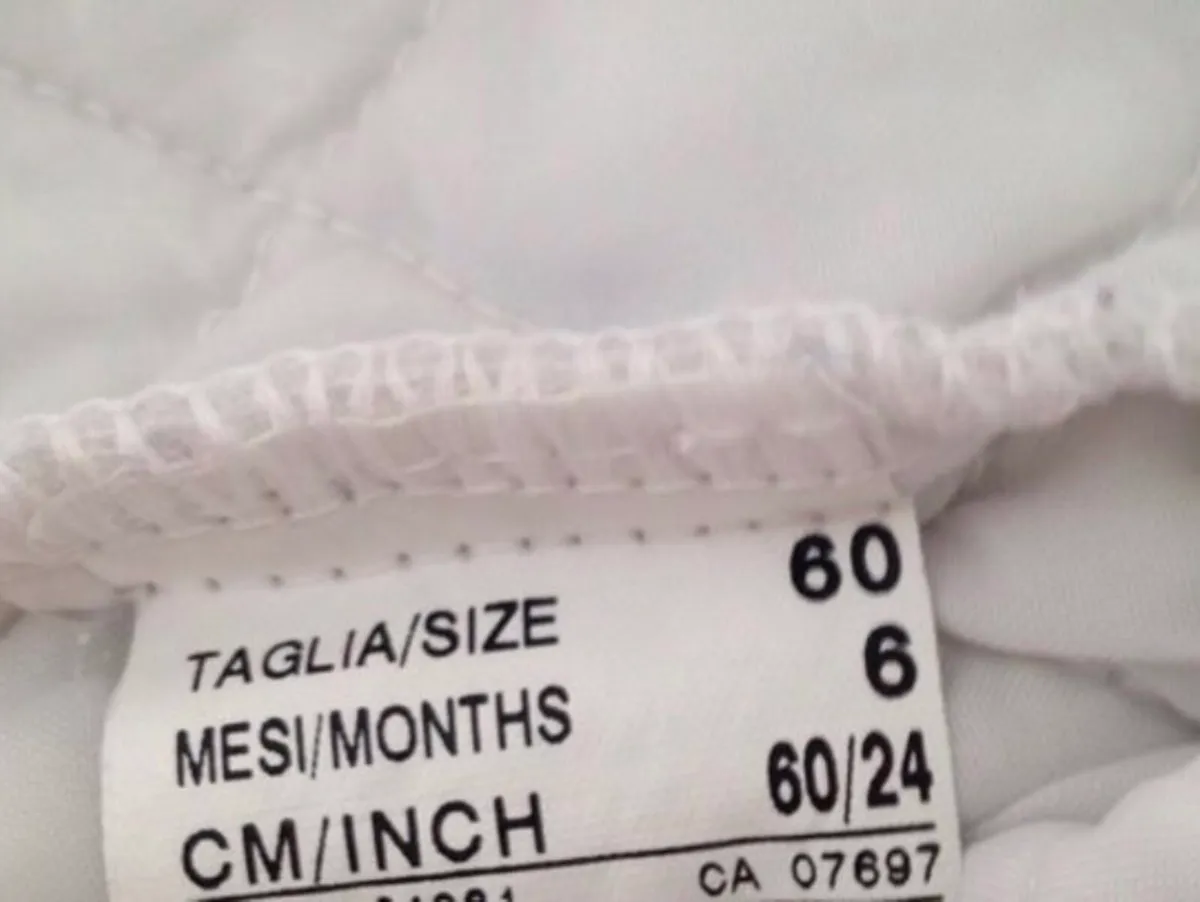 TAGLIA/SIZE 60
MESI/MONTHS 6
CM/INCH 60/24
CA 07697